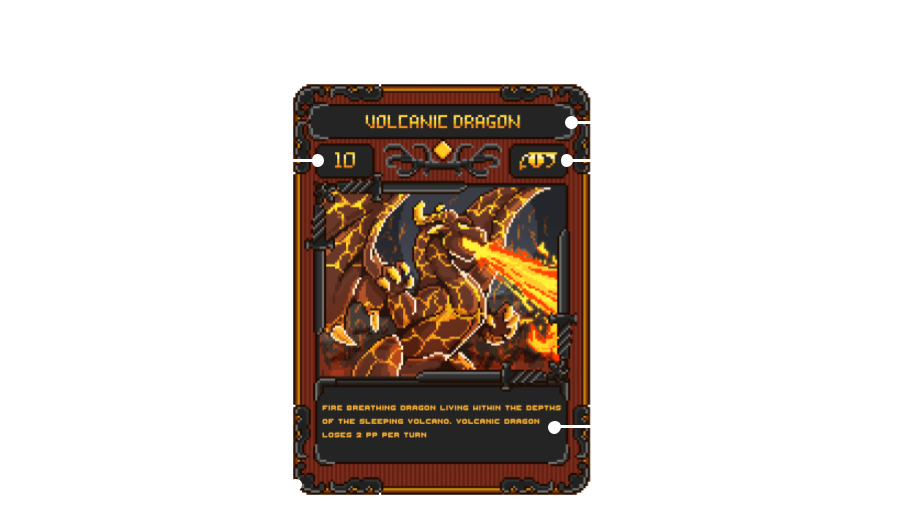 VOLCANIC DRAGON
10
FIRE BREATHING DRAGON LIVING WITHIN THE DEPTHS
OF THE SLEEPING VOLCANO. VOLCANIC DRAGON
LOSES 2 PP PER TURN